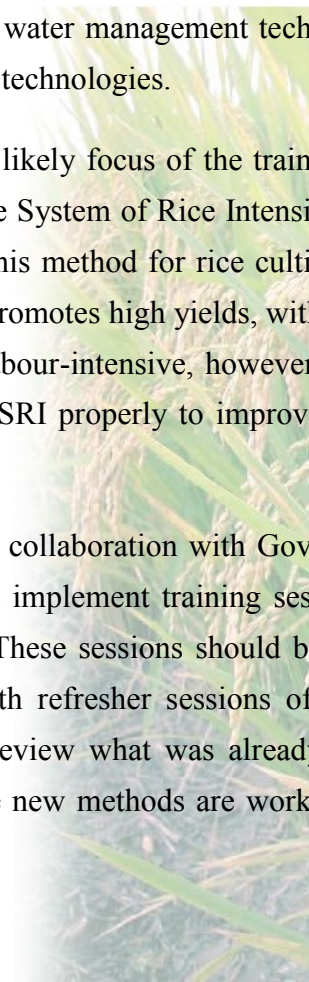 water management tech
technologies.
likely focus of the train
e System of Rice Intensi
his method for rice culti
romotes high yields, wit
bour-intensive, however
SRI properly to improv
collaboration with Gov
implement training ses
These sessions should b
th refresher sessions of
eview what was already
e new methods are work